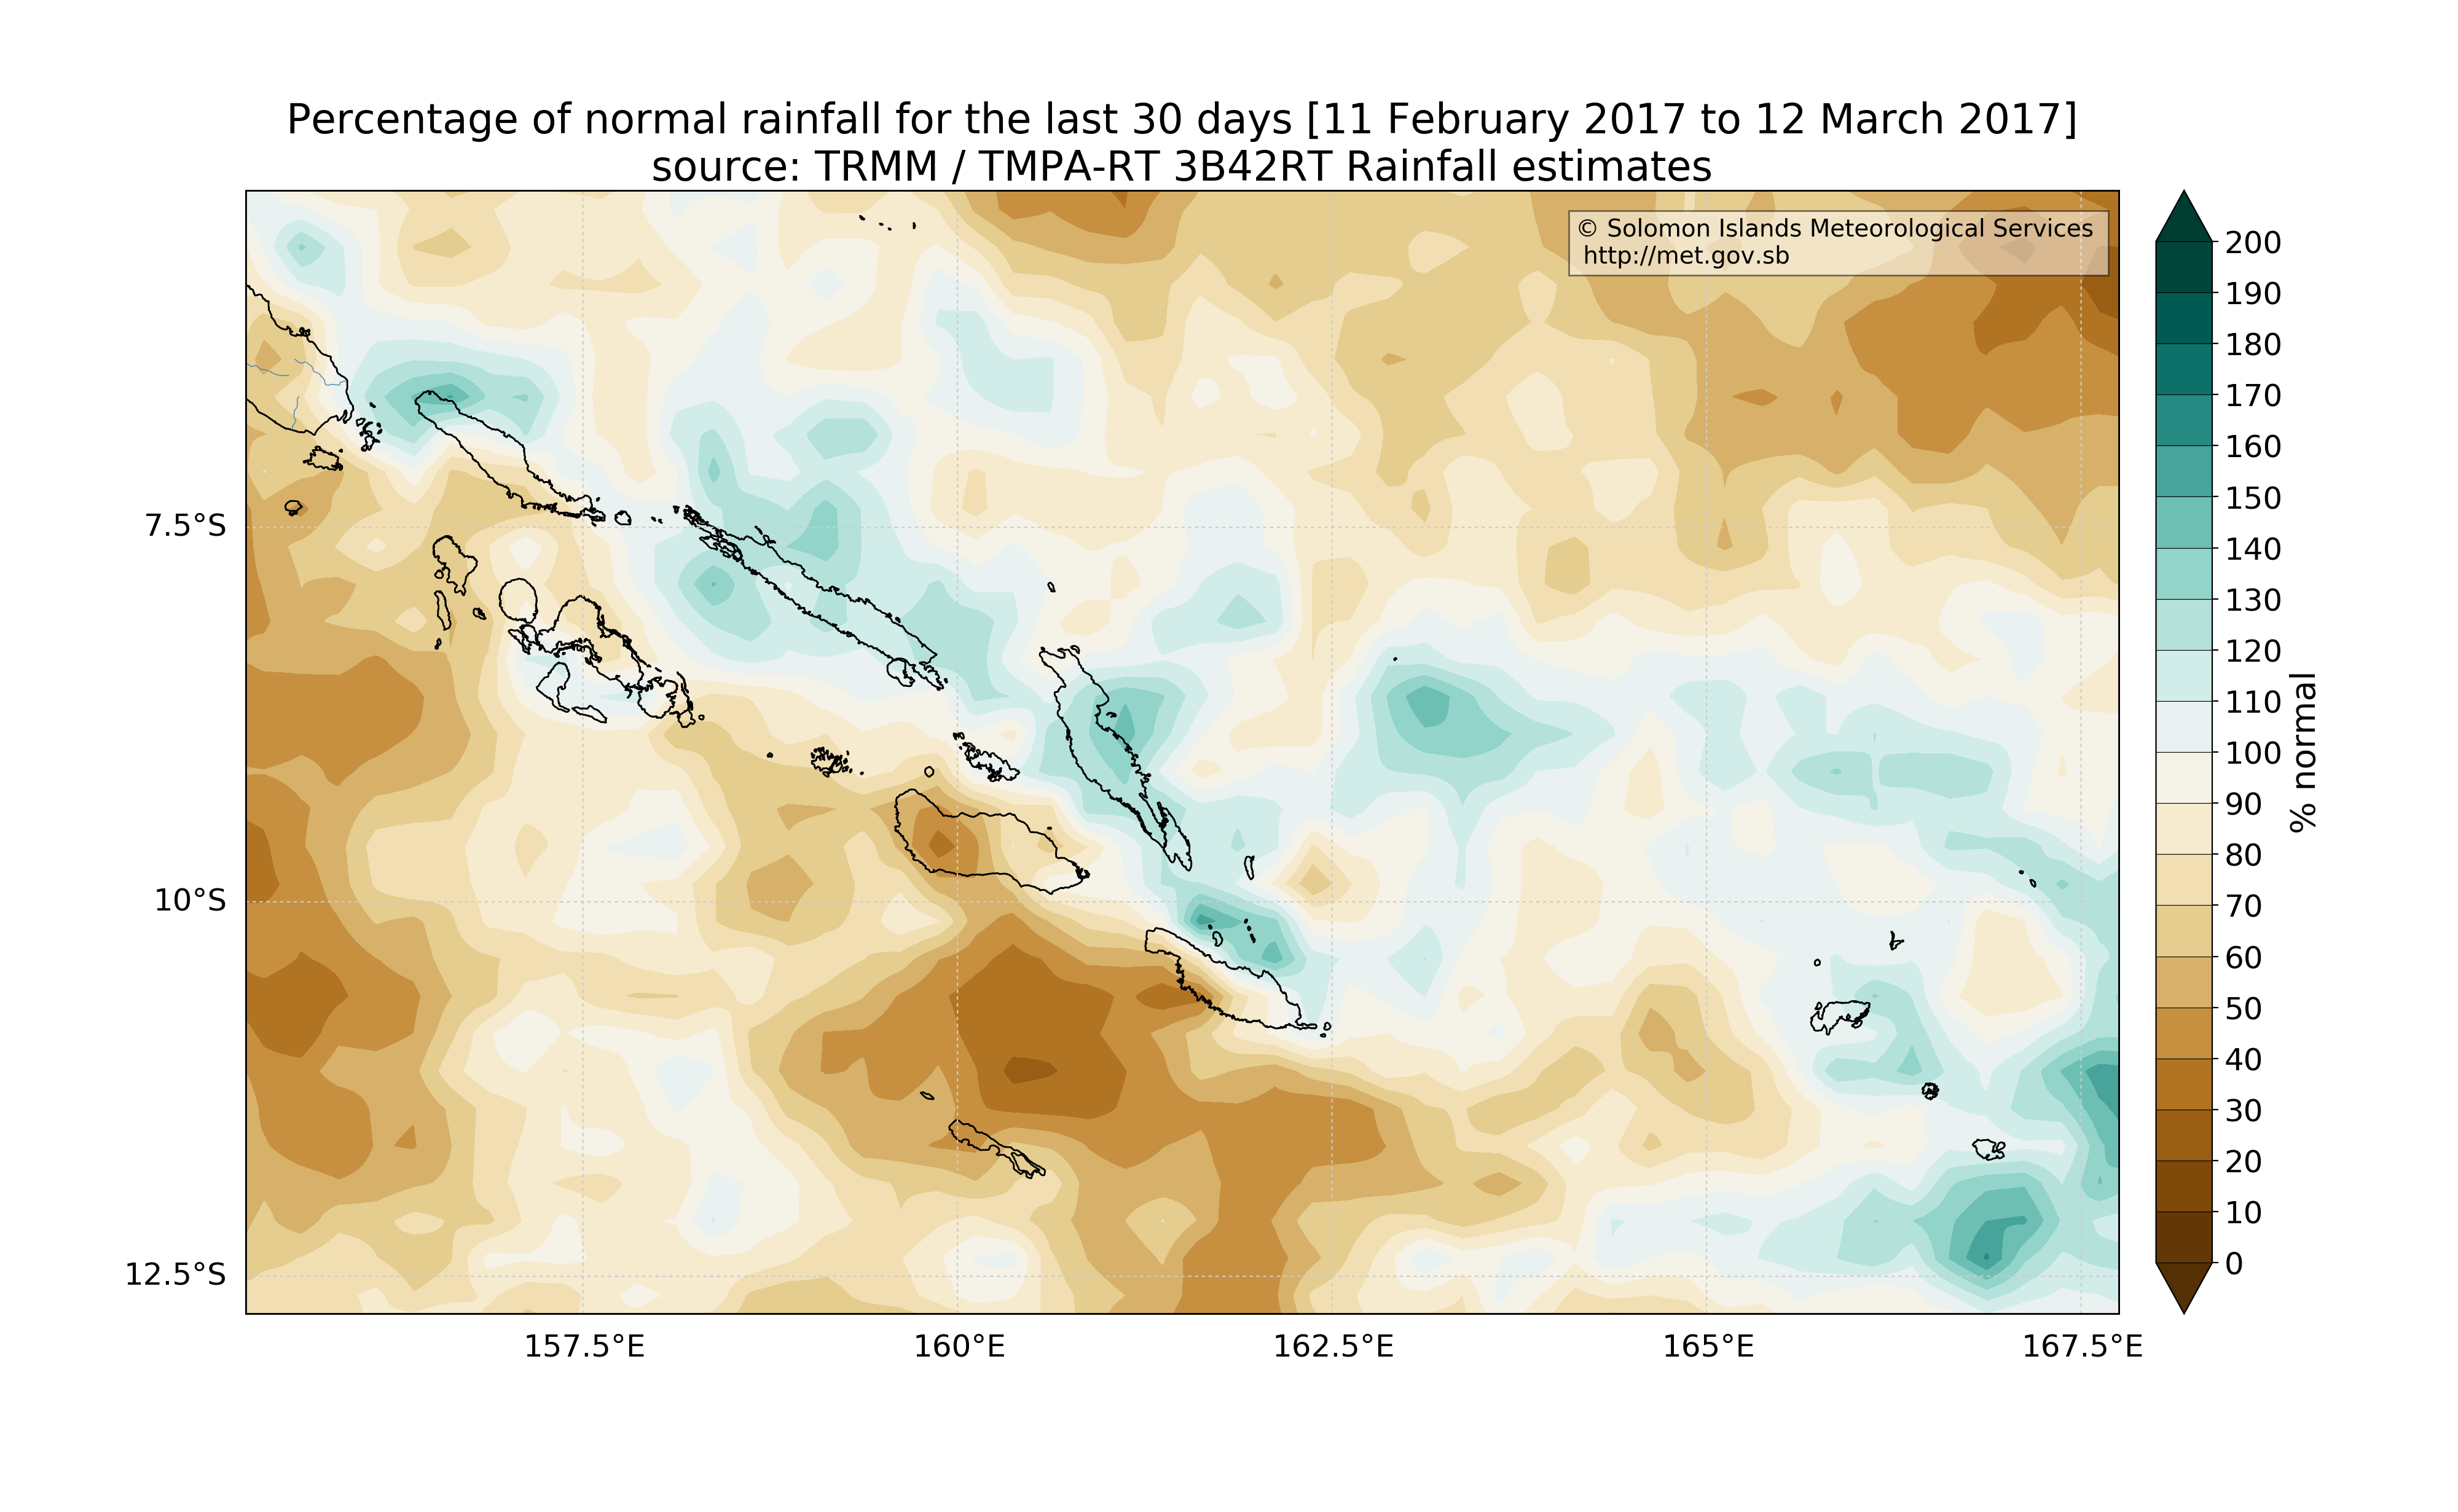 Percentage of normal rainfall for the last 30 days [11 February 2017 to 12 March 2017]
source: TRMM / TMPA-RT 3B42RT Rainfall estimates
© Solomon Islands Meteorological Services
http://met.gov.sb
7.5°S
10°S
12.5°S
157.5°E
160°E
162.5°E
165°E
167.5°E
200
190
180
170
160
150
140
130
120
110
100
90
80
70
60
50
40
30
20
10
0
% normal